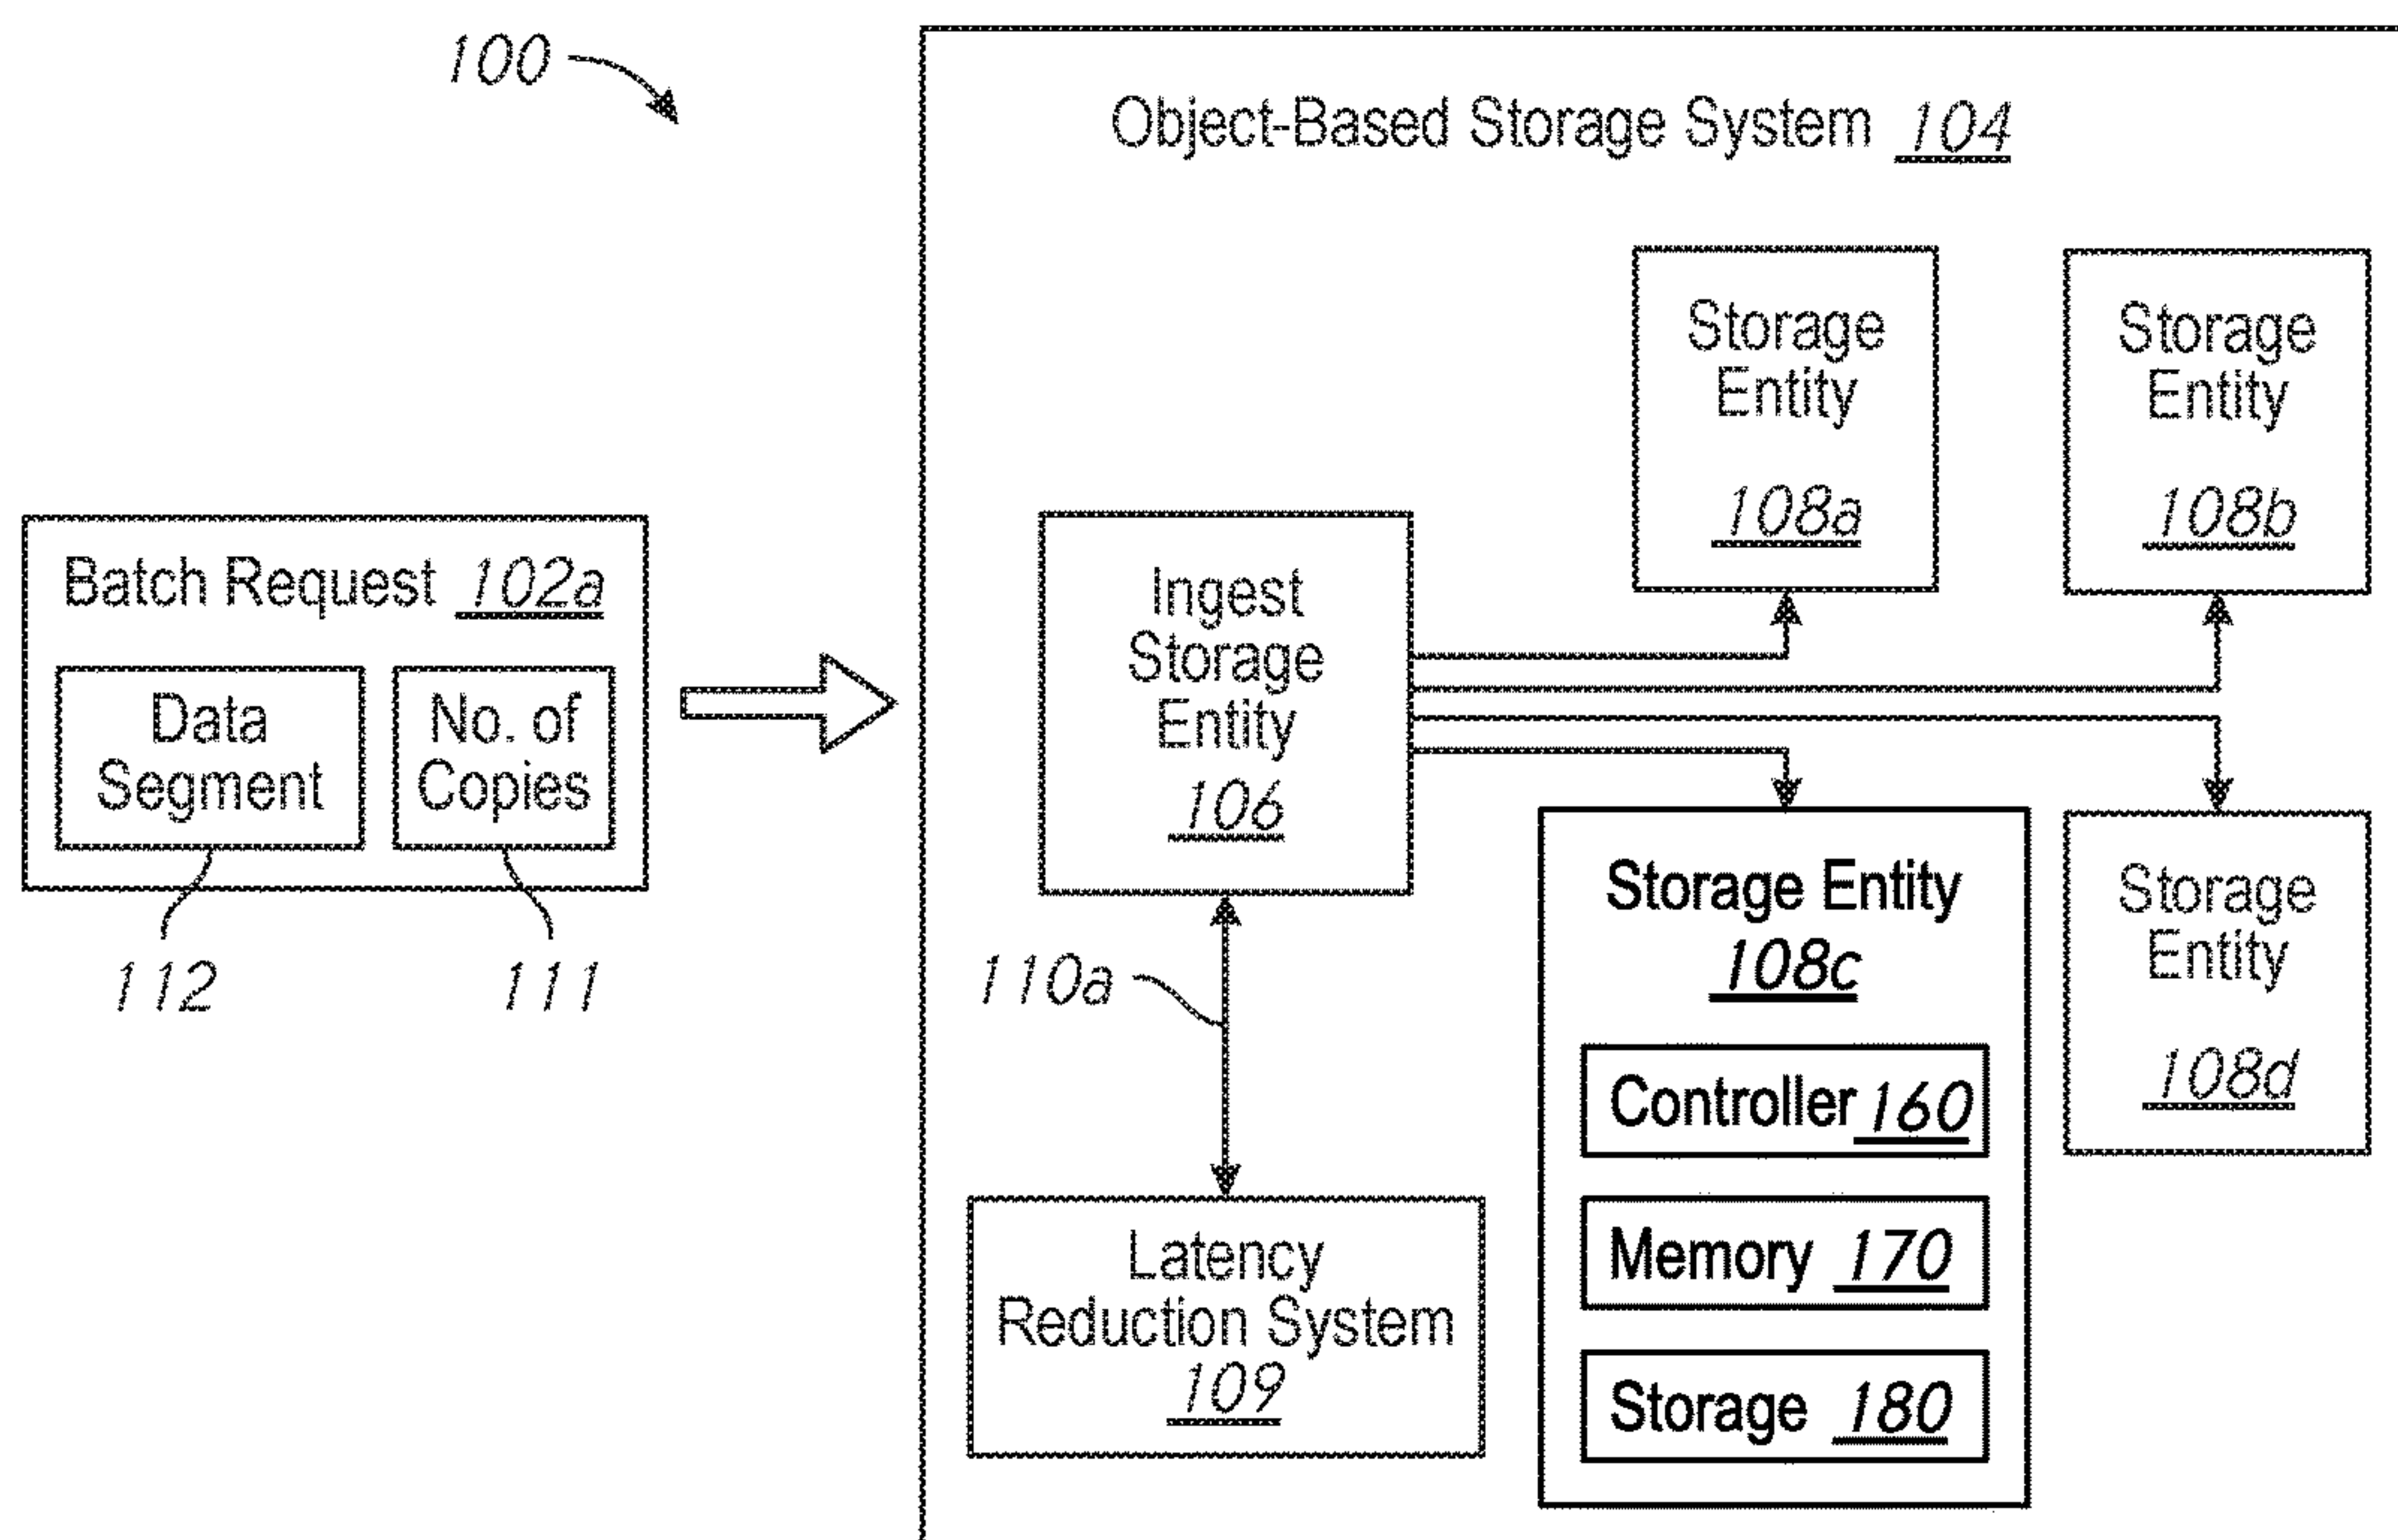 100
Object-Based Storage System 104
Batch Request 102a
Data
Segment
No. of
Copies
112
111
Ingest
Storage
Entity
106
Storage
Entity
108a
Storage
Entity
108b
110a
Storage Entity
108c
Controller 160
Memory 170
Storage 180
Storage
Entity
108d
Latency
Reduction System
109